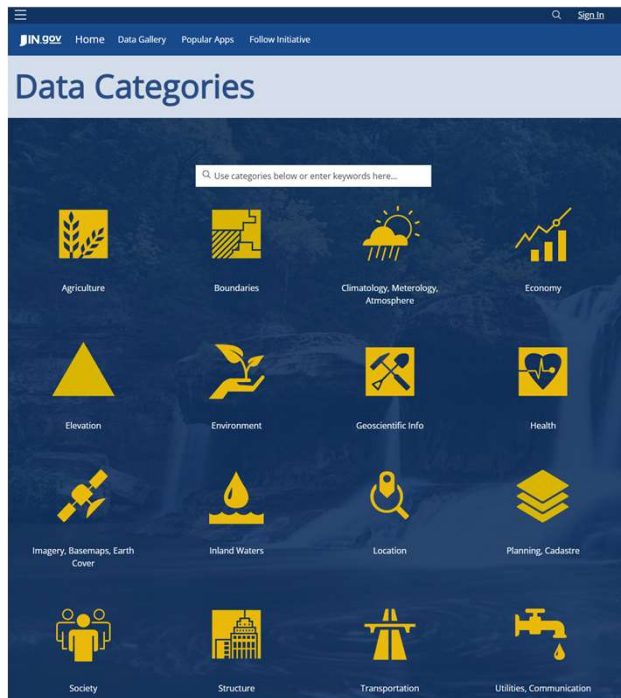 Sign In
IN.gov Home Data Gallery Popular Apps Follow Initiative
Data Categories
Use categories below or enter keywords here...
Agriculture
Boundaries
Climatology, Meterology,
Atmosphere
Economy
Elevation
Environment
Geoscientific Info
Health
Imagery, Basemaps, Earth
Cover
Inland Waters
Location
Planning, Cadastre
Society
Structure
Transportation
Utilities, Communication